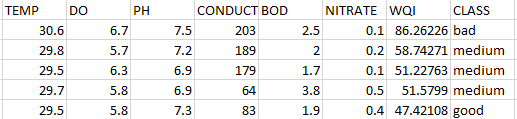 TEMP DO PH CONDUCT BOD NITRATE WQI CLASS
30.6 6.7 7.5 203 2.5 0.1 86.26226 bad
29.8 5.7 7.2 189 2 0.2 58.74271 medium
29.5 6.3 6.9 179 1.7 0.1 51.22763 medium
29.7 5.8 6.9 64 3.8 0.5 51.5799 medium
29.5 5.8 7.3 83 1.9 0.4 47.42108 good